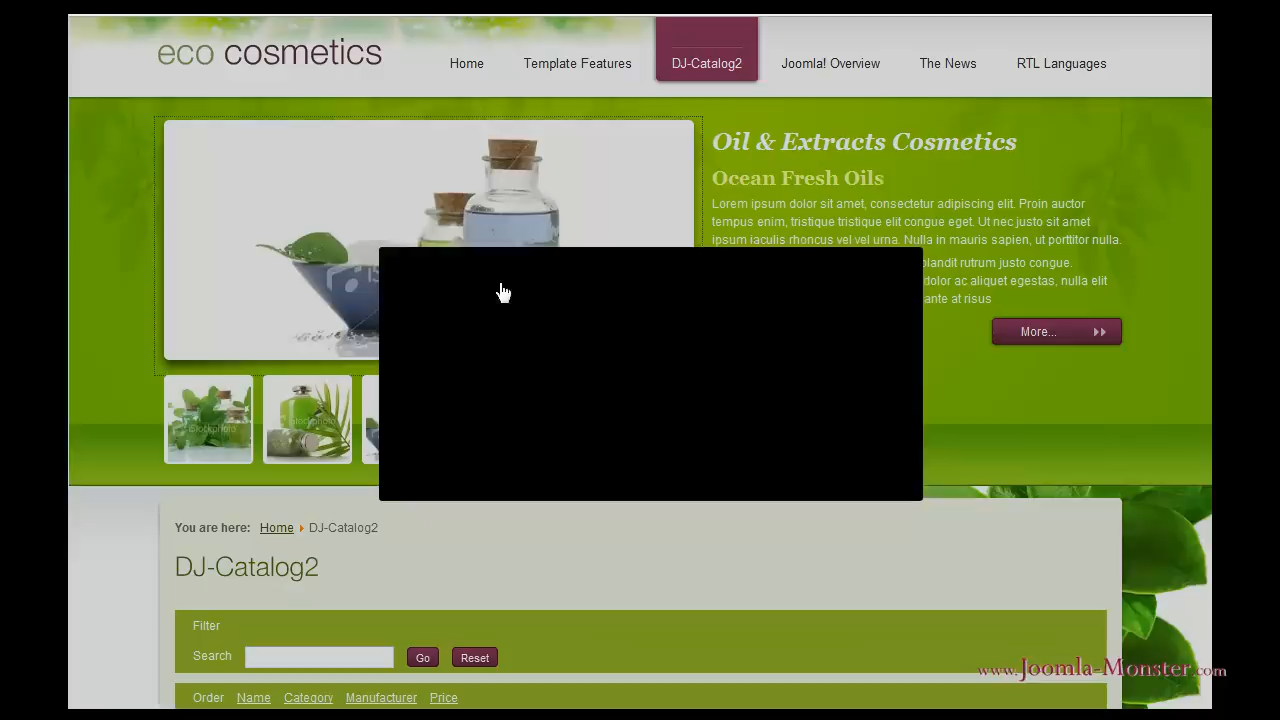 eco cosmetics
Home Template Features DJ-Catalog2 Joomla! Overview The News RTL Languages
Oil & Extracts Cosmetics
Ocean Fresh Oils
Lorem ipsum dolor sit amet, consectetur adipiscing elit. Proin auctor
tempus enim, tristique tristique elit congue eget. Ut nec justo sit amet
ipsum iaculis rhoncus vel vel urna. Nulla in mauris sapien, ut porttitor nulla.
blandit rutrum justo congue.
dolor ac aliquet egestas, nulla elit
ante at risus
More...
iStockphoto
iStockphoto
You are here: Home DJ-Catalog2
DJ-Catalog2
Filter
Search Go Reset
www.Joomla-Monster.com
Order Name Category Manufacturer Price